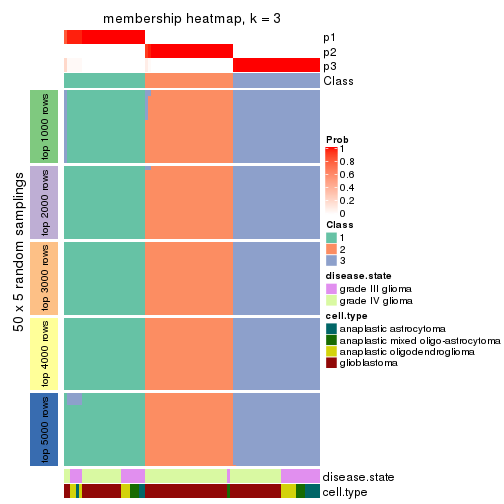 membership heatmap, k = 3
p1
p2
p3
Class
50 x 5 random samplings
top 1000 rows
top 2000 rows
top 3000 rows
top 4000 rows
top 5000 rows
Prob
1
0.8
0.6
0.4
0.2
0
Class
1
2
3
disease.state
grade III glioma
grade IV glioma
cell.type
anaplastic astrocytoma
anaplastic mixed oligo-astrocytoma
anaplastic oligodendroglioma
glioblastoma
disease.state
cell.type